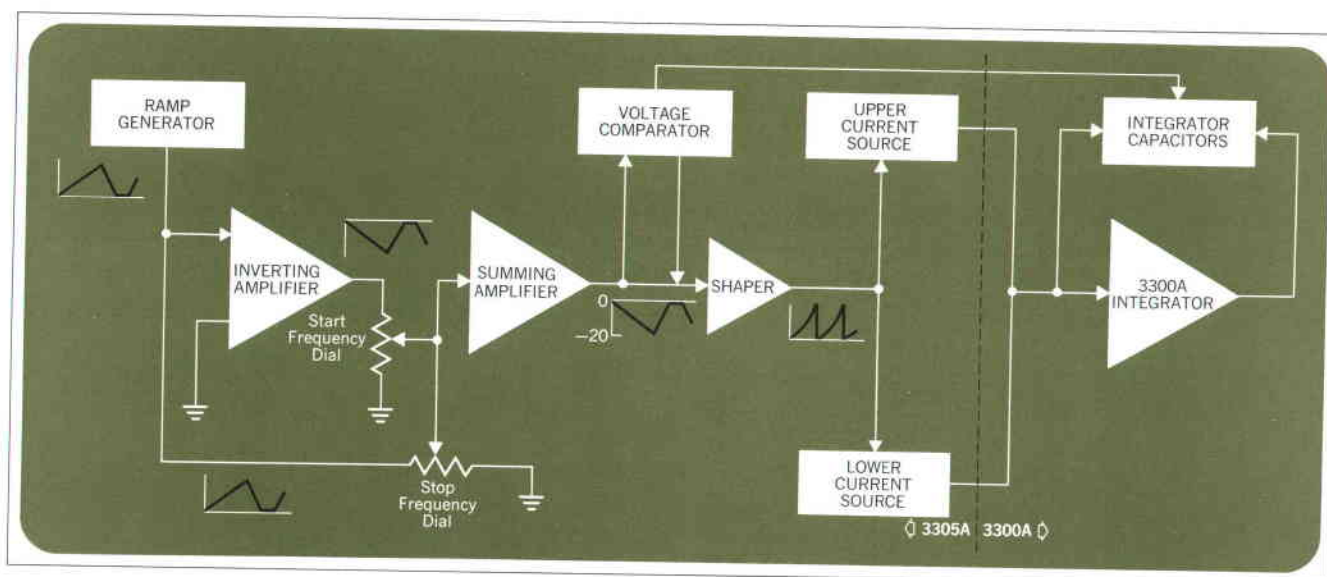 RAMP
GENERATOR
INVERTING
AMPLIFIER
Start
Frequency
Dial
Stop
Frequency
Dial
SUMMING
AMPLIFIER
0
−20
VOLTAGE
COMPARATOR
SHAPER
UPPER
CURRENT
SOURCE
LOWER
CURRENT
SOURCE
3305A
3300A
INTEGRATOR
CAPACITORS
3300A
INTEGRATOR